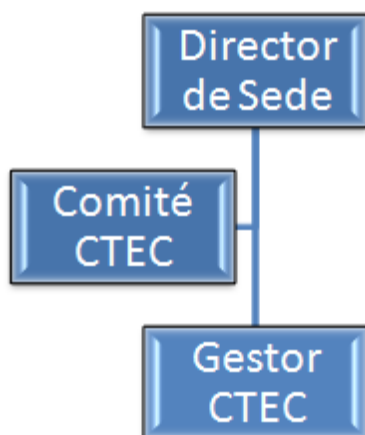 Director
de Sede
Comité
CTEC
Gestor
CTEC